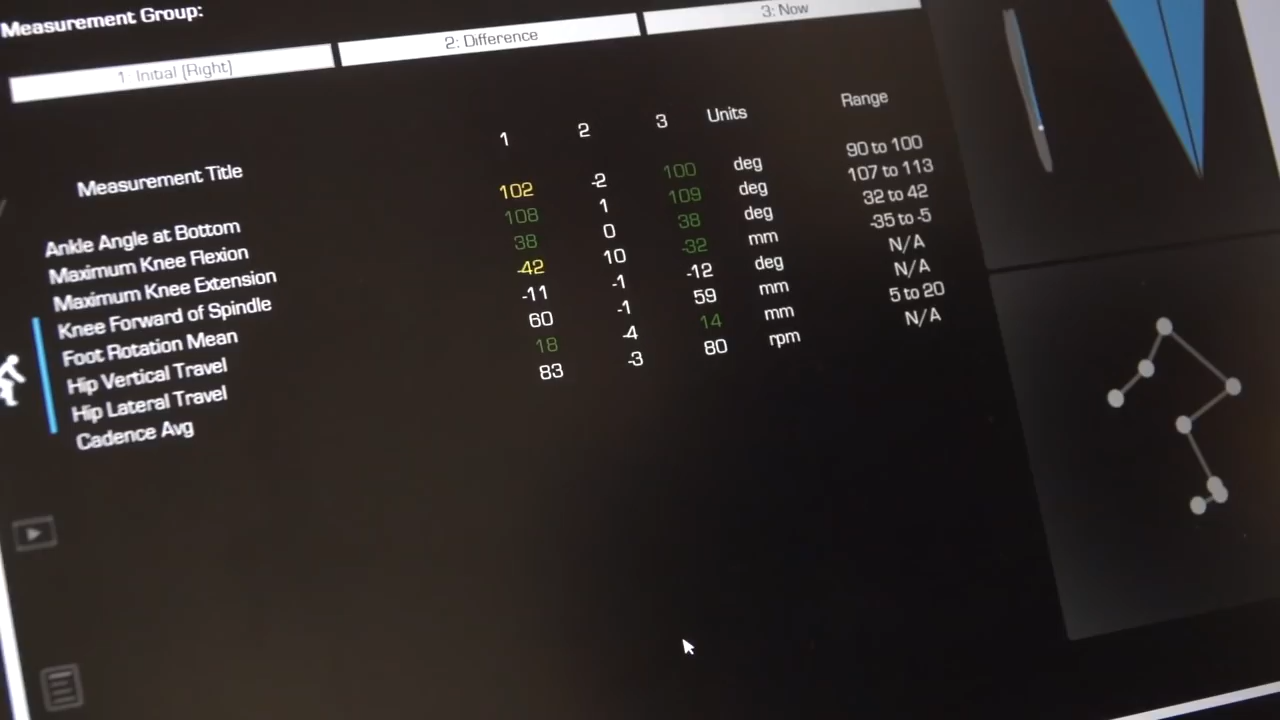 Measurement Group:
1: Initial (Right) 2: Difference 3: Now
Measurement Title 1 2 3 Units Range
Ankle Angle at Bottom 102 -2 100 deg 90 to 100
Maximum Knee Flexion 108 1 109 deg 107 to 113
Maximum Knee Extension 38 0 38 deg 32 to 42
Knee Forward of Spindle -42 10 -32 mm -35 to -5
Foot Rotation Mean -11 -1 -12 deg N/A
Hip Vertical Travel 60 -1 59 mm N/A
Hip Lateral Travel 18 -4 14 mm 5 to 20
Cadence Avg 83 -3 80 rpm N/A